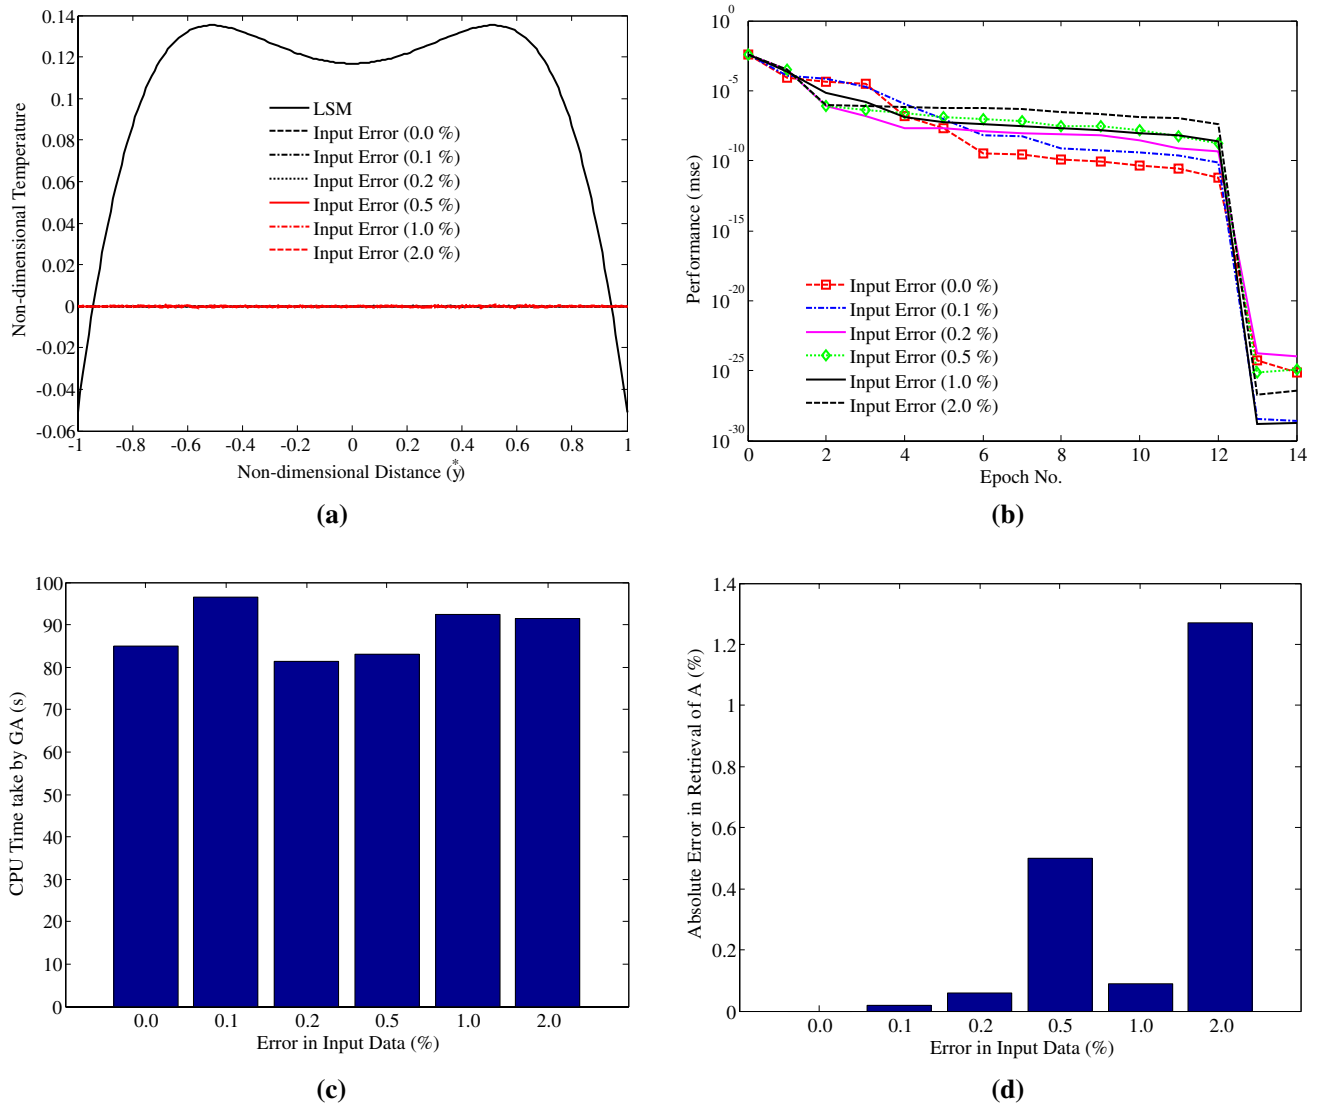 0.14
0.12
0.1
0.08
0.06
0.04
0.02
0
-0.02
-0.04
-0.06
Non-dimensional Temperature
LSM
Input Error (0.0 %)
Input Error (0.1 %)
Input Error (0.2 %)
Input Error (0.5 %)
Input Error (1.0 %)
Input Error (2.0 %)
-1 -0.8 -0.6 -0.4 -0.2 0 0.2 0.4 0.6 0.8 1
Non-dimensional Distance (y*)
(a)
10^0
10^-5
10^-10
10^-15
10^-20
10^-25
10^-30
Performance (mse)
Input Error (0.0 %)
Input Error (0.1 %)
Input Error (0.2 %)
Input Error (0.5 %)
Input Error (1.0 %)
Input Error (2.0 %)
0 2 4 6 8 10 12 14
Epoch No.
(b)
100
90
80
70
60
50
40
30
20
10
0
CPU Time take by GA (s)
0.0 0.1 0.2 0.5 1.0 2.0
Error in Input Data (%)
(c)
1.4
1.2
1
0.8
0.6
0.4
0.2
0
Absolute Error in Retrieval of A (%)
0.0 0.1 0.2 0.5 1.0 2.0
Error in Input Data (%)
(d)